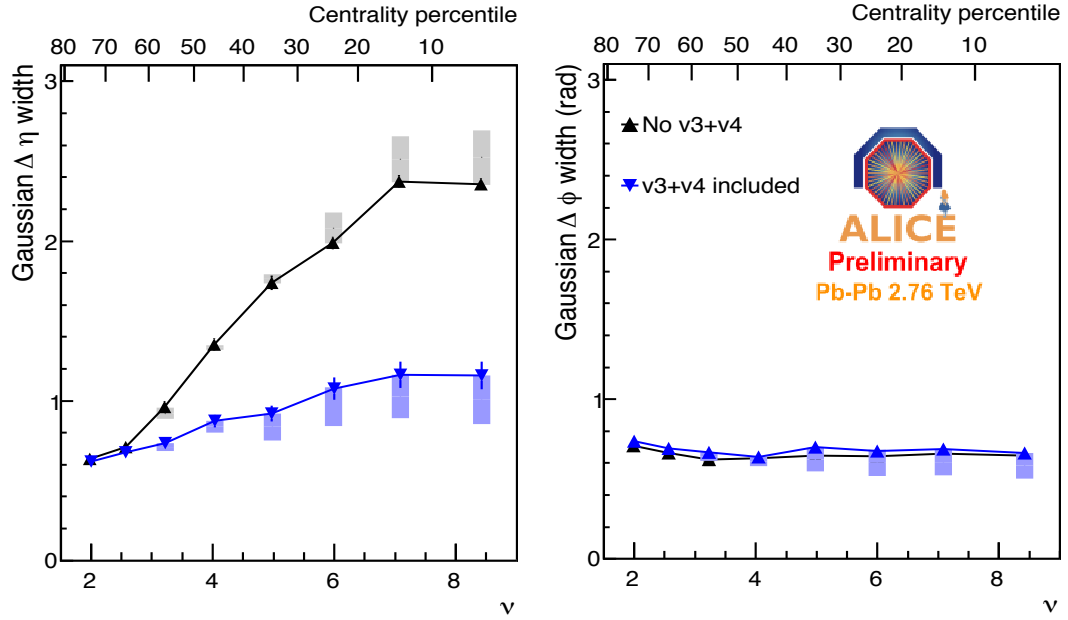 Centrality percentile
80 70 60 50 40 30 20 10
Gaussian Δ η width
3
2
1
0
2 4 6 8
ν
Centrality percentile
80 70 60 50 40 30 20 10
Gaussian Δ ϕ width (rad)
3
2
1
0
No v3+v4
v3+v4 included
ALICE
Preliminary
Pb-Pb 2.76 TeV
2 4 6 8
ν